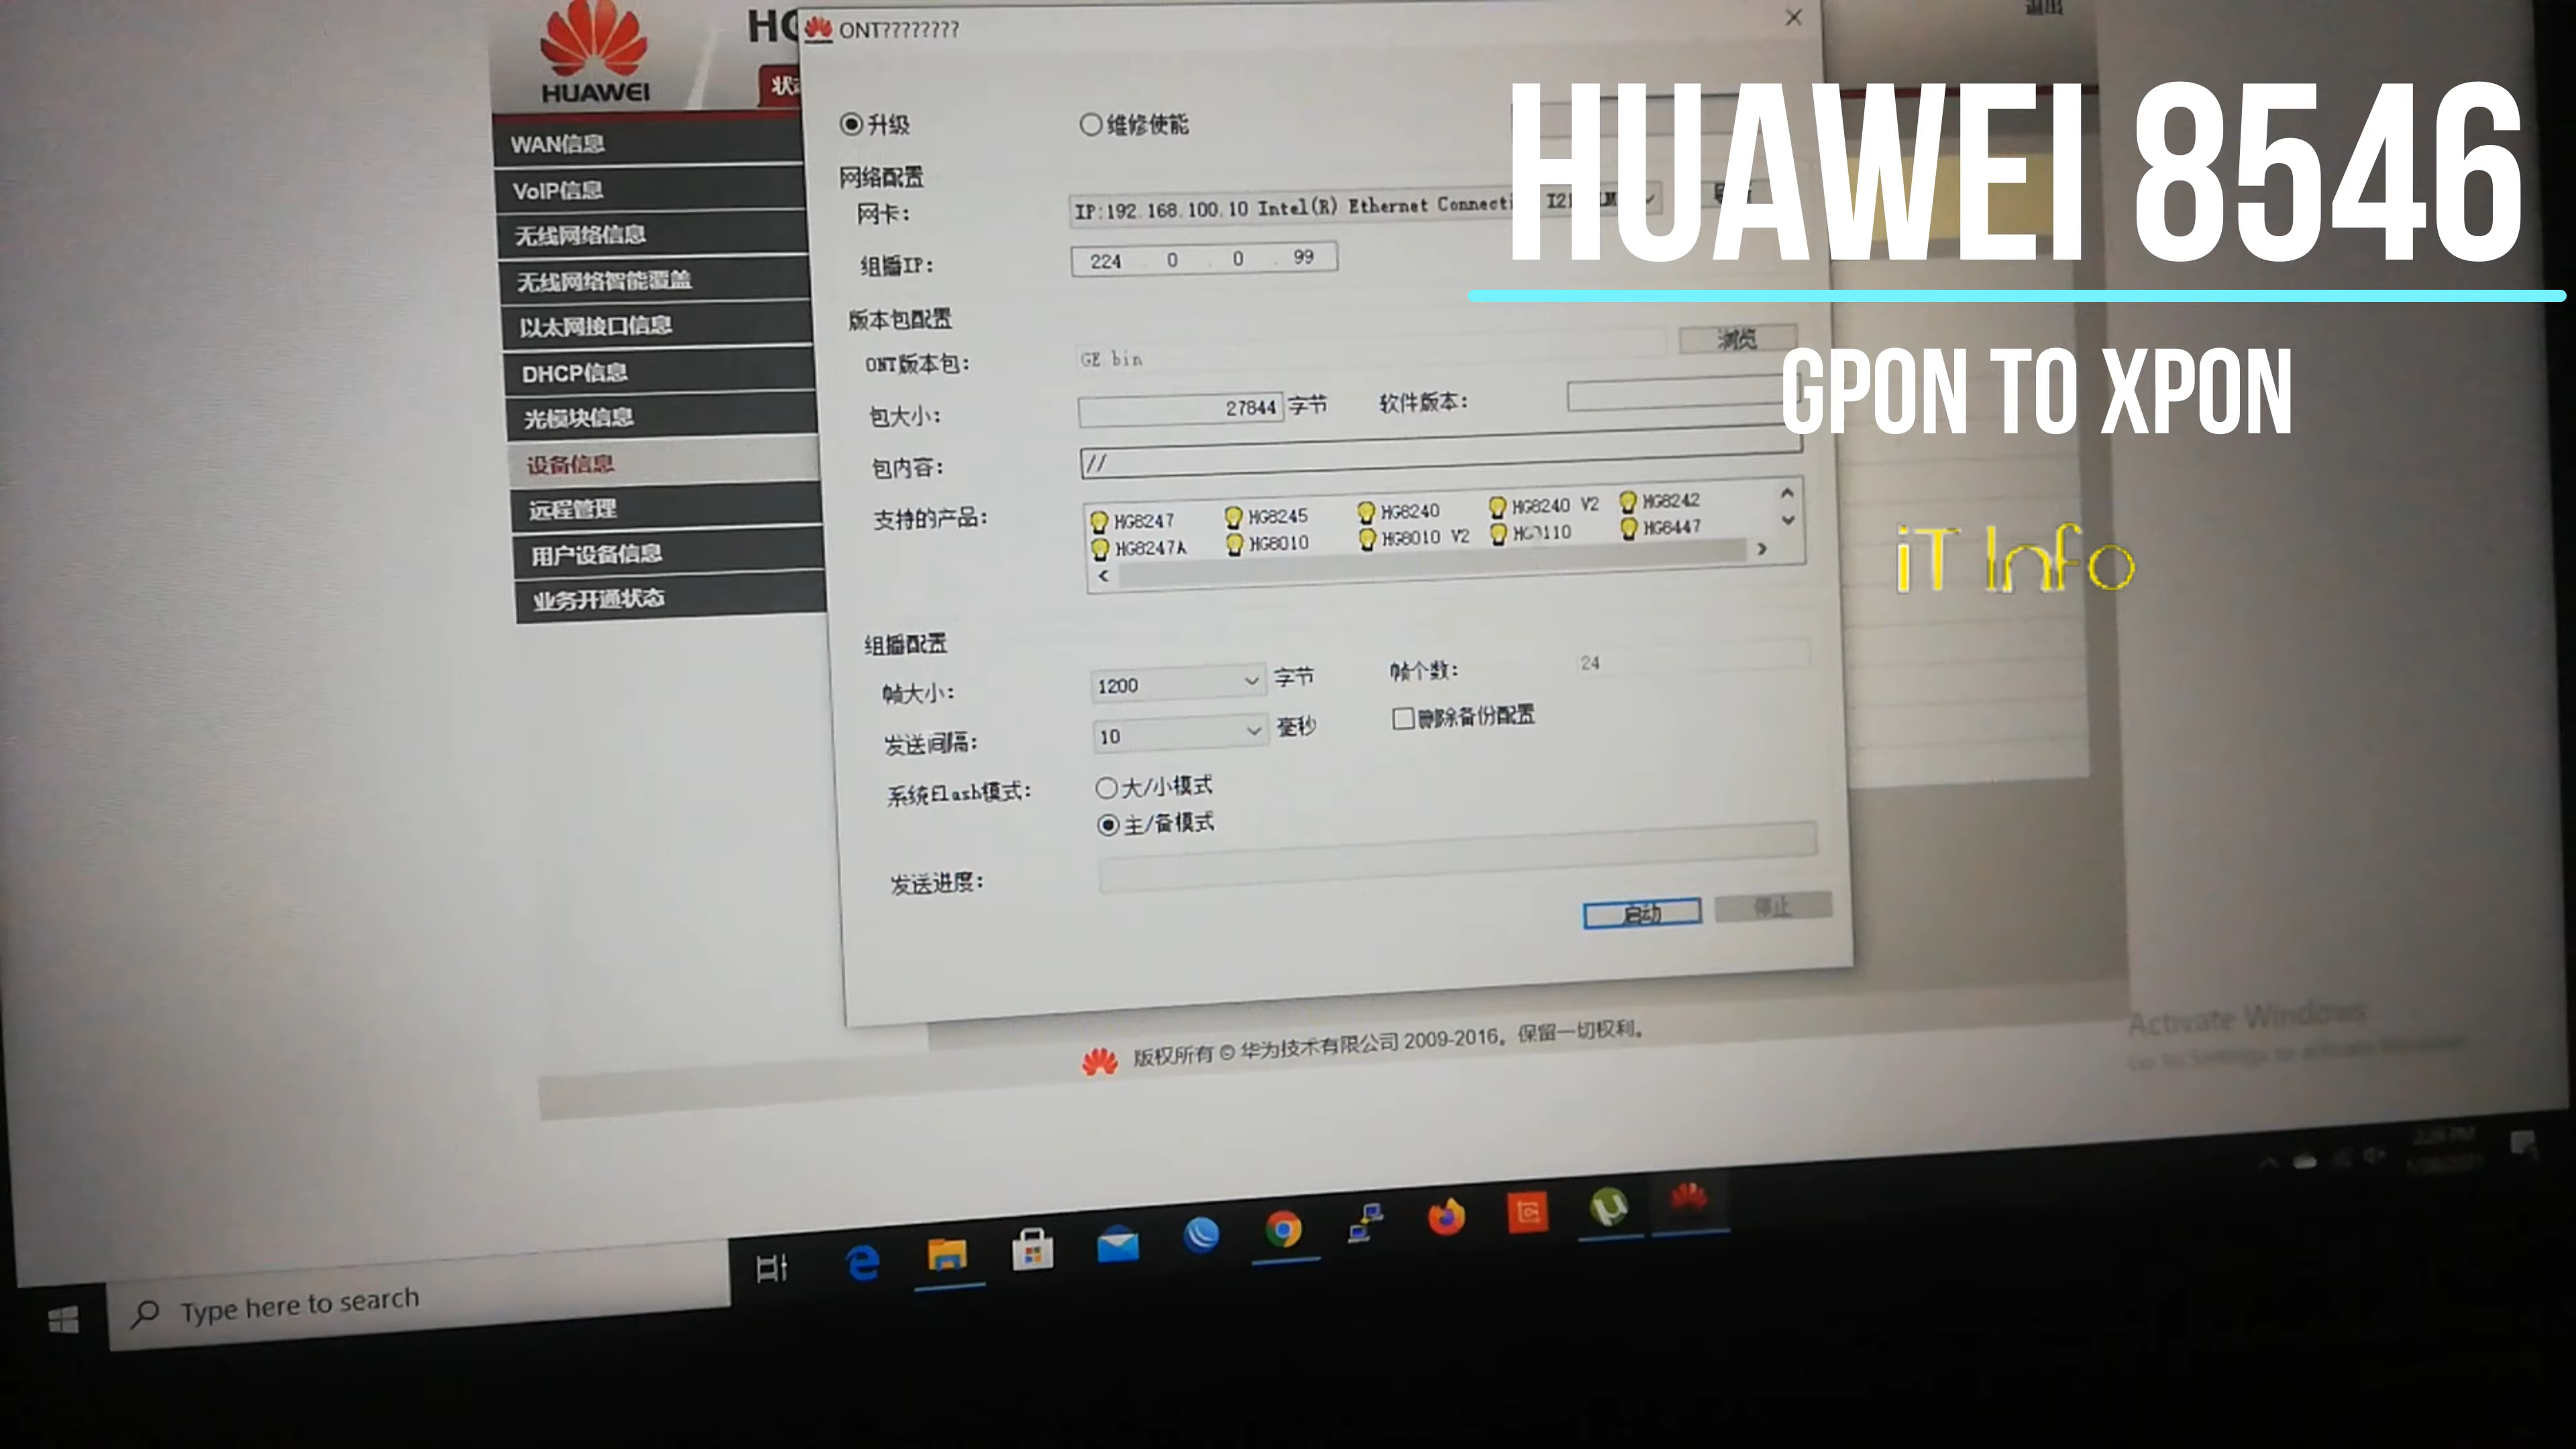 HUAWEI
ONT????????
HUAWEI 8546
GPON TO XPON
iT Info
WAN信息
VoIP信息
无线网络信息
无线网络智能覆盖
以太网接口信息
DHCP信息
光模块信息
设备信息
远程管理
用户设备信息
业务开通状态
升级 维修使能
网络配置
网卡: IP:192.168.100.10 Intel(R) Ethernet
组播IP: 224 . 0 . 0 . 99
版本包配置
ONT版本包: GE bin 浏览
包大小: 27844 字节 软件版本:
包内容: //
支持的产品: HG8247 HG8245 HG8240 HG8240 V2 HG8242
HG8247A HG8010 HG8010 V2 HG8447
组播配置
帧大小: 1200 字节 帧个数: 24
发送间隔: 10 毫秒 删除备份配置
系统Flash模式: 大/小模式
主/备模式
发送进度:
启动 停止
版权所有 © 华为技术有限公司 2009-2016。保留一切权利。
Activate Windows
Go to Settings to activate Windows.
Type here to search